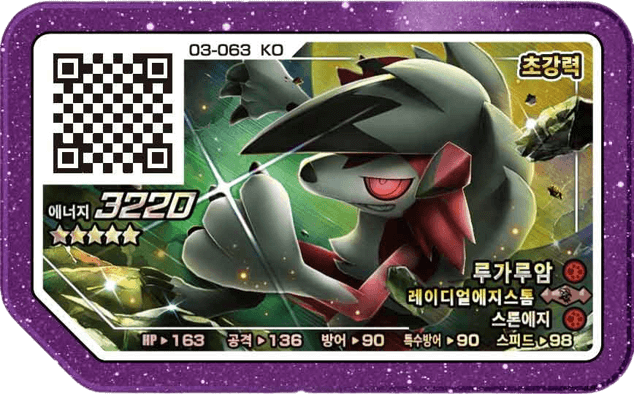 03-063 KO
초강력
에너지 3220
루가루암
레이디얼에지스톰
스톤에지
HP▶163 공격▶136 방어▶90 특수방어▶90 스피드▶98